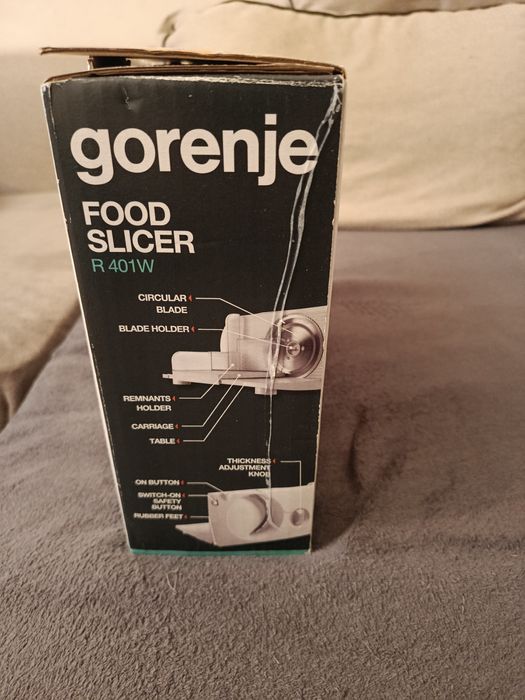 gorenje
FOOD
SLICER
R 401W
CIRCULAR
BLADE
BLADE HOLDER
REMNANTS
HOLDER
CARRIAGE
TABLE
THICKNESS
ADJUSTMENT
KNOB
ON BUTTON
SWITCH-ON
SAFETY
BUTTON
RUBBER FEET